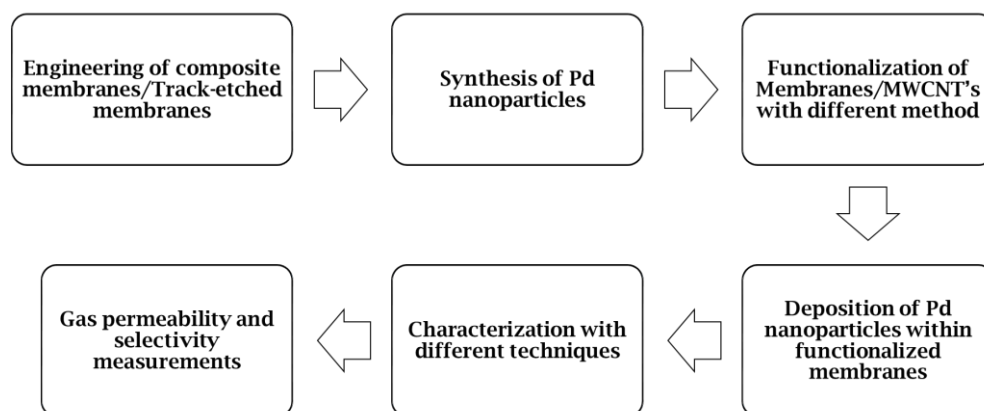 Engineering of composite
membranes/Track-etched
membranes
Synthesis of Pd
nanoparticles
Functionalization of
Membranes/MWCNT's
with different method
Deposition of Pd
nanoparticles within
functionalized
membranes
Characterization with
different techniques
Gas permeability and
selectivity
measurements